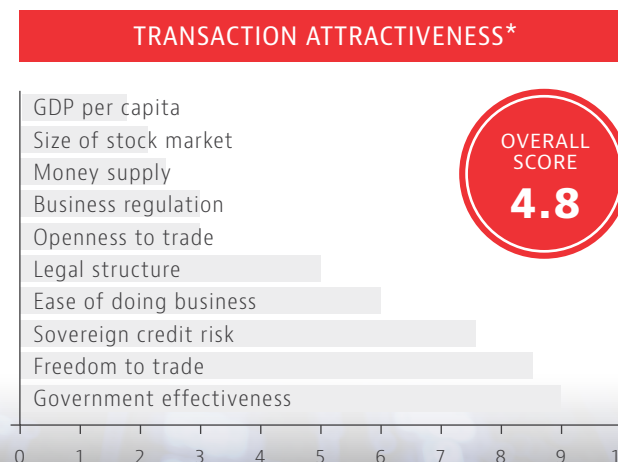 TRANSACTION ATTRACTIVENESS*
GDP per capita
Size of stock market
Money supply
Business regulation
Openness to trade
Legal structure
Ease of doing business
Sovereign credit risk
Freedom to trade
Government effectiveness
OVERALL
SCORE
4.8
0 1 2 3 4 5 6 7 8 9